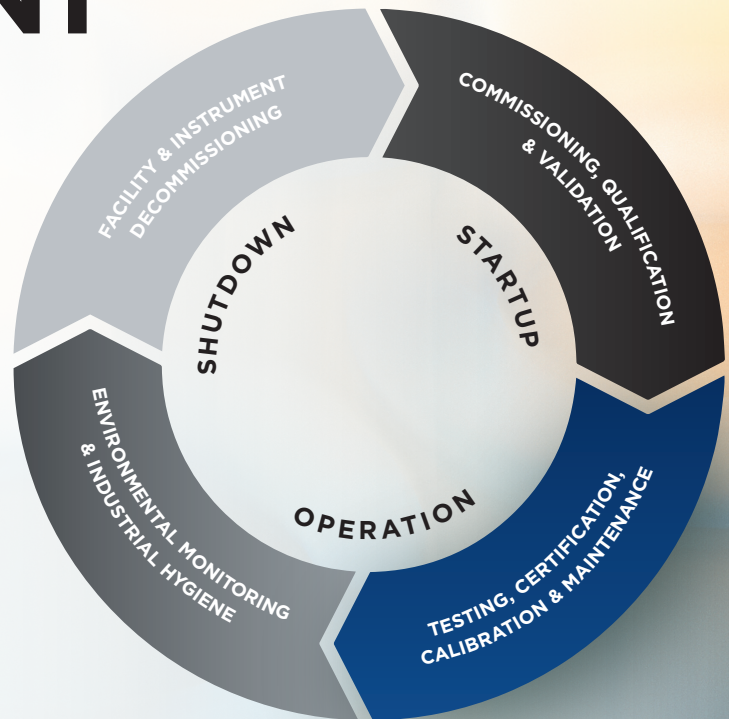 COMMISSIONING, QUALIFICATION
& VALIDATION
TESTING, CERTIFICATION,
CALIBRATION & MAINTENANCE
ENVIRONMENTAL MONITORING
& INDUSTRIAL HYGIENE
FACILITY & INSTRUMENT
DECOMMISSIONING
STARTUP
OPERATION
SHUTDOWN